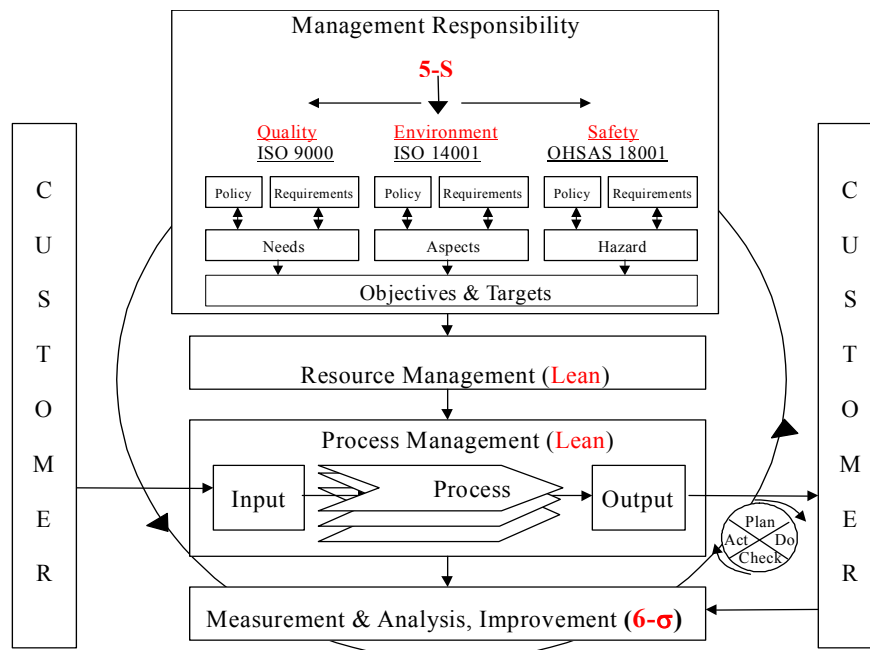 Management Responsibility
5-S
Quality
ISO 9000
Environment
ISO 14001
Safety
OHSAS 18001
Policy
Requirements
Policy
Requirements
Policy
Requirements
Needs
Aspects
Hazard
Objectives & Targets
C
U
S
T
O
M
E
R
Resource Management (Lean)
Process Management (Lean)
Input
Process
Output
Measurement & Analysis, Improvement (6-σ)
Plan
Act
Do
Check
C
U
S
T
O
M
E
R